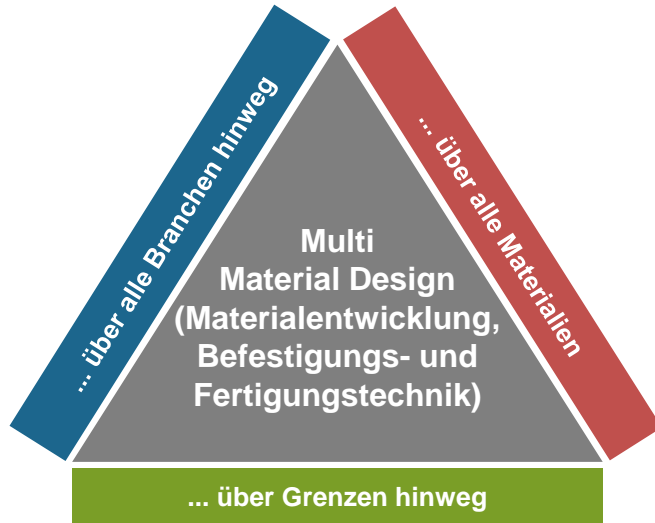 ... über alle Branchen hinweg
... über alle Materialien
Multi
Material Design
(Materialentwicklung,
Befestigungs- und
Fertigungstechnik)
... über Grenzen hinweg